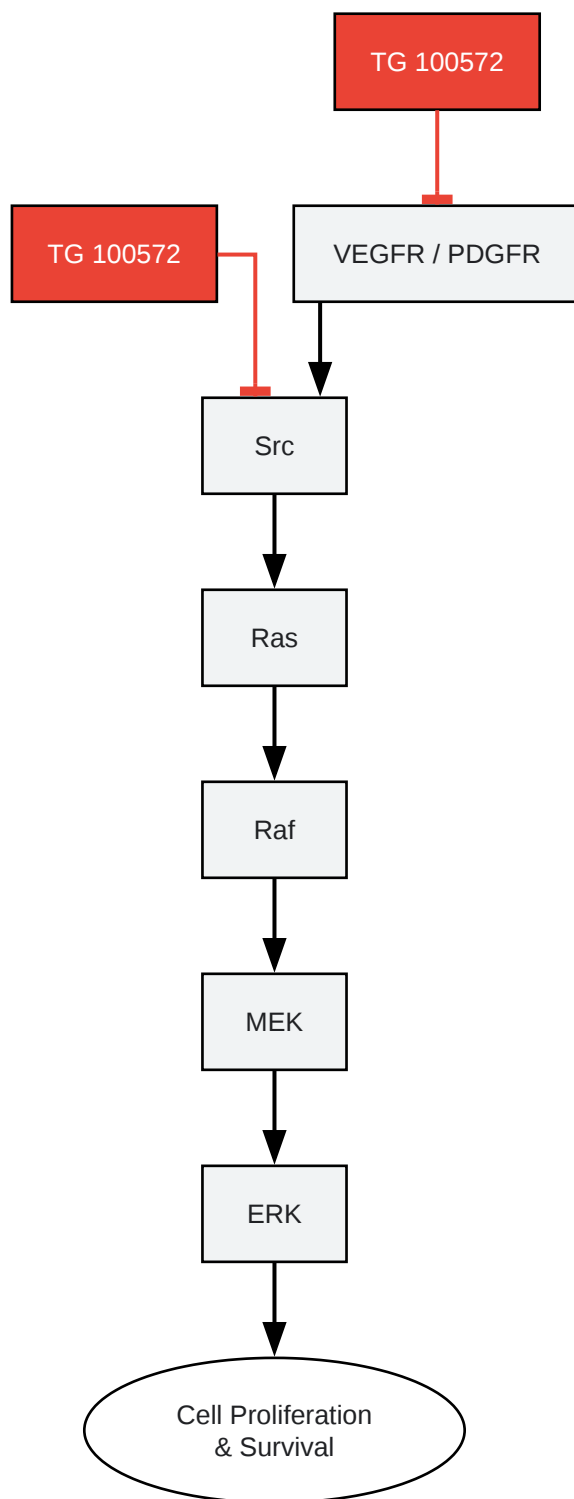 TG 100572
TG 100572
VEGFR / PDGFR
Src
Ras
Raf
MEK
ERK
Cell Proliferation
& Survival